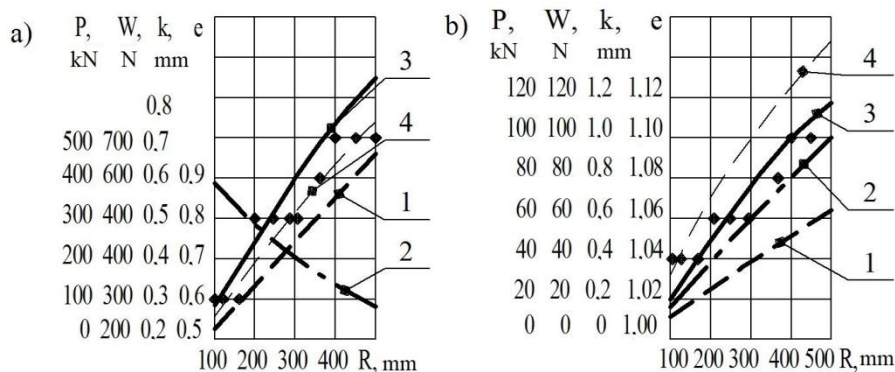 a) P, W, k, e
kN N mm
0.8
500 700 0.7
400 600 0.6 0.9
300 400 0.5 0.8
200 400 0.4 0.7
100 300 0.3 0.6
0 200 0.2 0.5
100 200 300 400 R, mm
3
4
1
2
b) P, W, k, e
kN N mm
120 120 1.2 1.12
100 100 1.0 1.10
80 80 0.8 1.08
60 60 0.6 1.06
40 40 0.4 1.04
20 20 0.2 1.02
0 0 0 1.00
100 200 300 400 500 R, mm
4
3
2
1